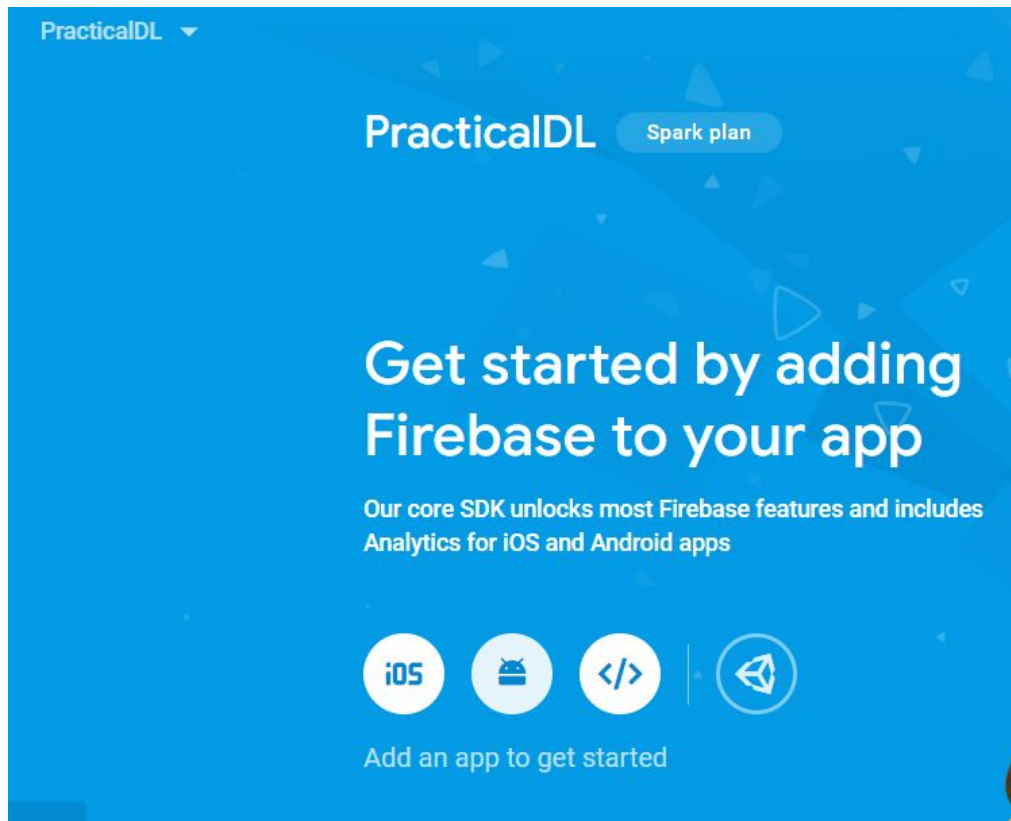 PracticalDL
PracticalDL Spark plan
Get started by adding
Firebase to your app
Our core SDK unlocks most Firebase features and includes
Analytics for iOS and Android apps
iOS </>
Add an app to get started